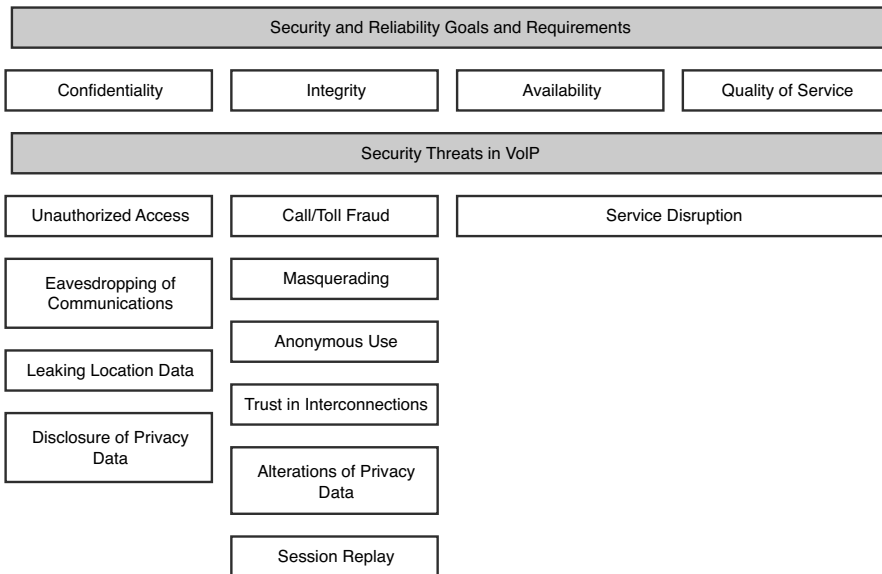 Security and Reliability Goals and Requirements
Confidentiality
Integrity
Availability
Quality of Service
Security Threats in VoIP
Unauthorized Access
Call/Toll Fraud
Service Disruption
Eavesdropping of
Communications
Masquerading
Anonymous Use
Leaking Location Data
Trust in Interconnections
Disclosure of Privacy
Data
Alterations of Privacy
Data
Session Replay